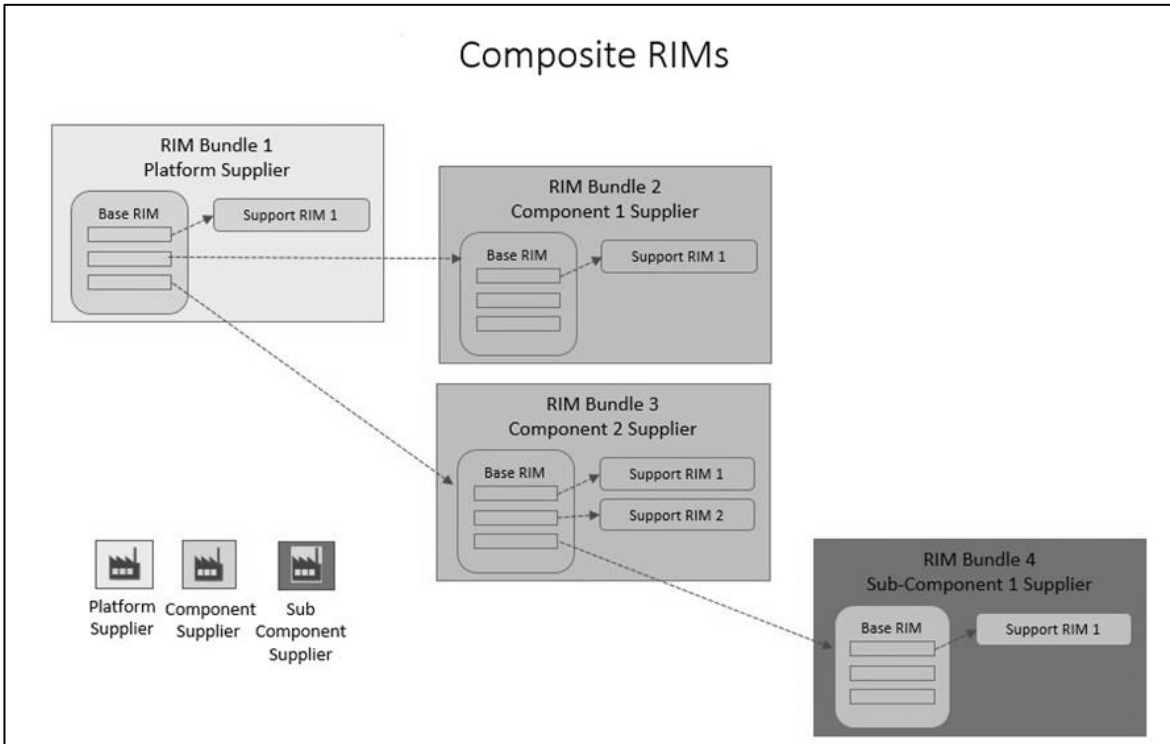 Composite RIMs
RIM Bundle 1
Platform Supplier
Base RIM
Support RIM 1
RIM Bundle 2
Component 1 Supplier
Base RIM
Support RIM 1
RIM Bundle 3
Component 2 Supplier
Base RIM
Support RIM 1
Support RIM 2
RIM Bundle 4
Sub-Component 1 Supplier
Base RIM
Support RIM 1
Platform
Supplier
Component
Supplier
Sub
Component
Supplier